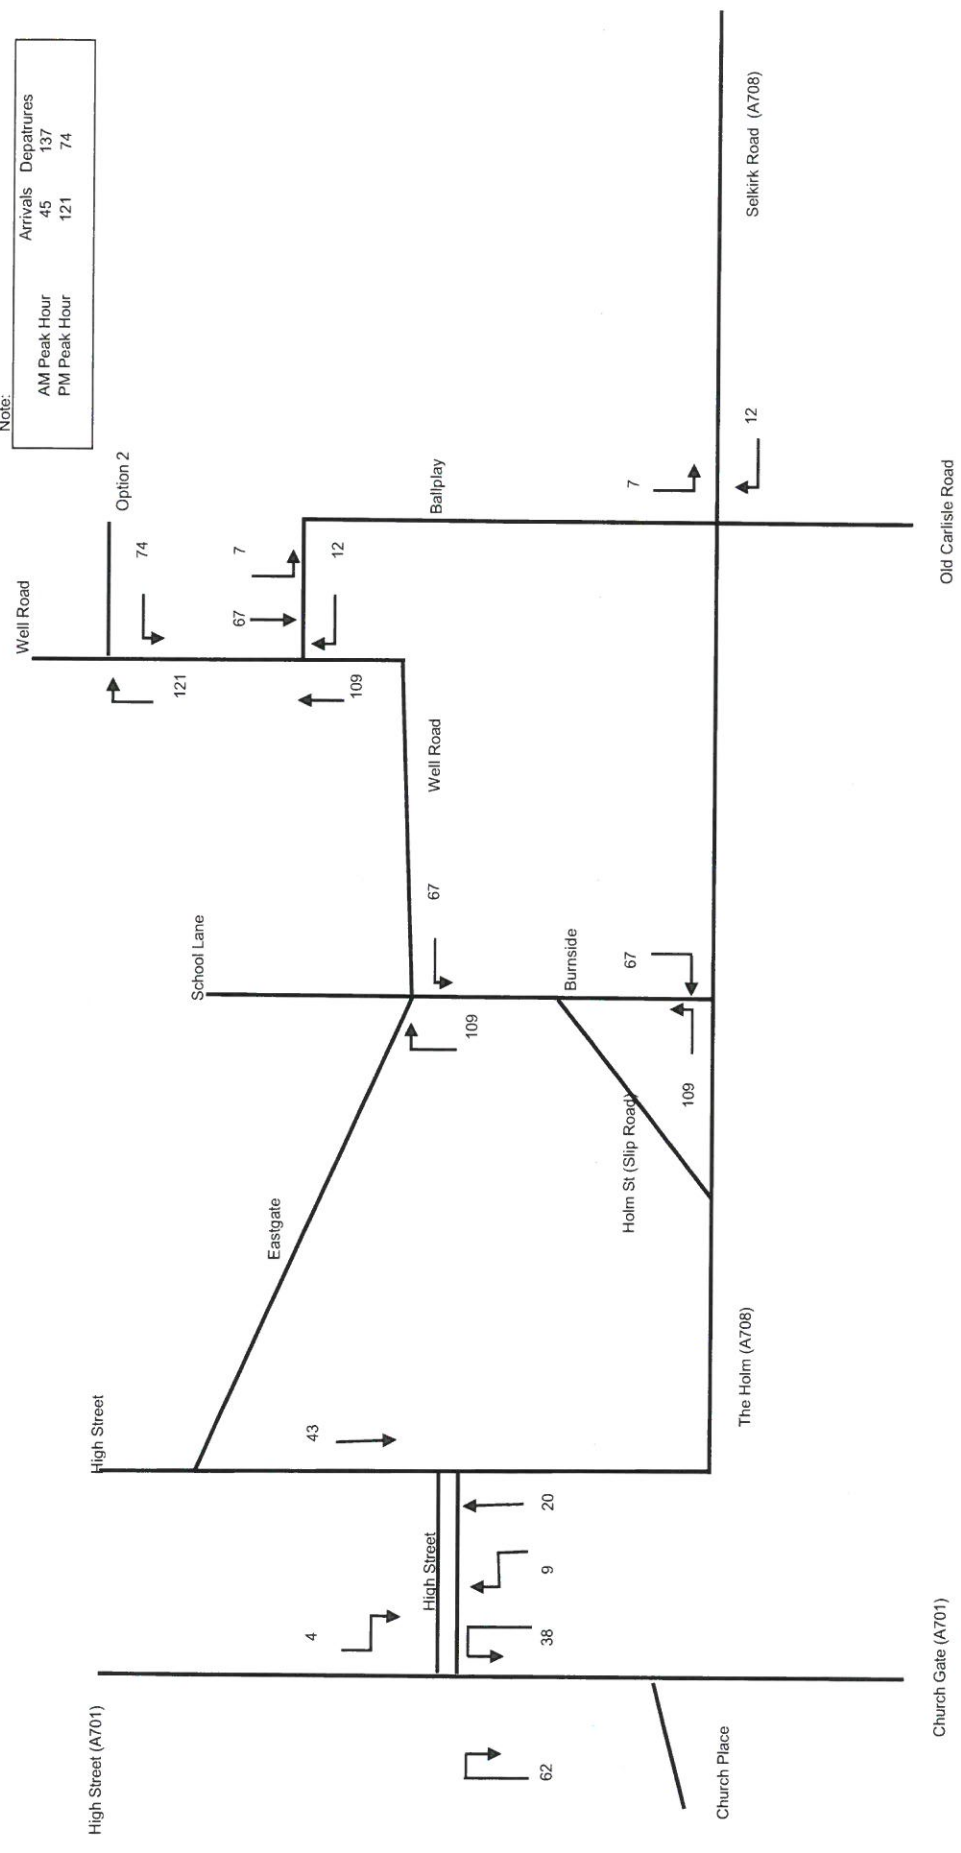 Note:
Arrivals Depatrures
AM Peak Hour 45 137
PM Peak Hour 121 74
High Street (A701)
High Street
Well Road
Option 2
School Lane
74
121
7
67
12
109
Eastgate
43
4
High Street
Well Road
Ballplay
67
109
20
9
38
62
Burnside
67
109
Holm St (Slip Road)
7
12
Selkirk Road (A708)
The Holm (A708)
Church Place
Church Gate (A701)
Old Carlisle Road